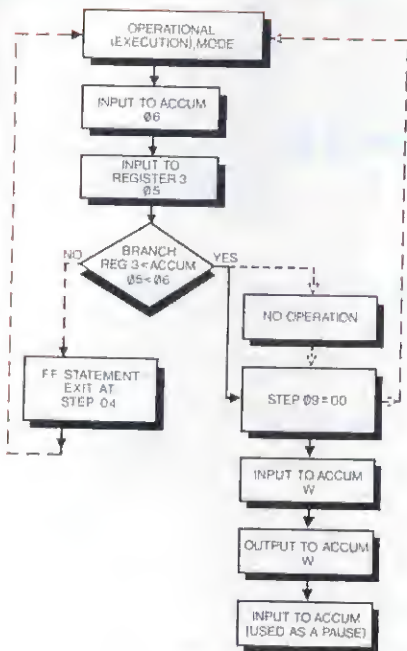 OPERATIONAL
(EXECUTION), MODE
INPUT TO ACCUM
Ø6
INPUT TO
REGISTER 3
Ø5
NO
BRANCH
REG 3<ACCUM
Ø5<Ø6
YES
NO OPERATION
FF STATEMENT
EXIT AT
STEP 04
STEP Ø9=00
INPUT TO ACCUM
W
OUTPUT TO ACCUM
W
INPUT TO ACCUM
(USED AS A PAUSE)